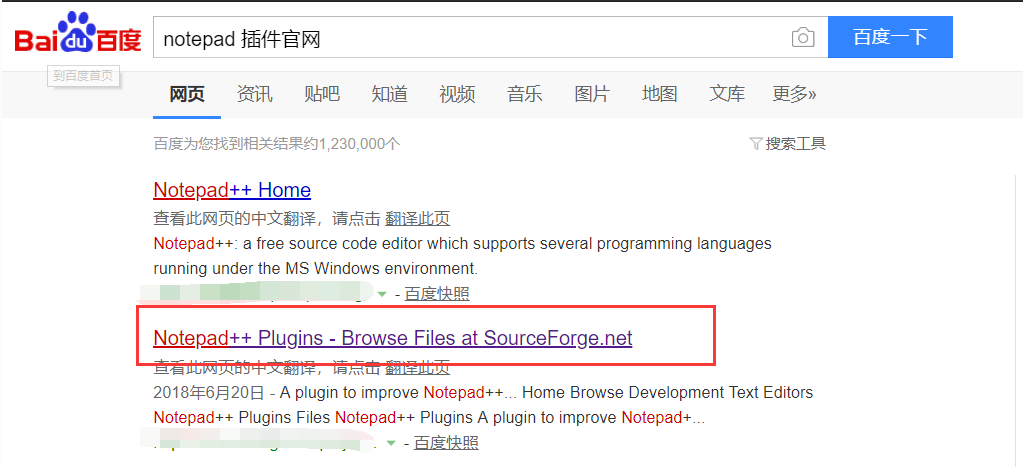 Bai du 百度 notepad 插件官网 百度一下
到百度首页
网页 资讯 贴吧 知道 视频 音乐 图片 地图 文库 更多»
百度为您找到相关结果约1,230,000个 搜索工具
Notepad++ Home
查看此网页的中文翻译，请点击 翻译此页
Notepad++: a free source code editor which supports several programming languages
running under the MS Windows environment.
- 百度快照
Notepad++ Plugins - Browse Files at SourceForge.net
查看此网页的中文翻译，请点击 翻译此页
2018年6月20日 - A plugin to improve Notepad++... Home Browse Development Text Editors
Notepad++ Plugins Files Notepad++ Plugins A plugin to improve Notepad+...
- 百度快照